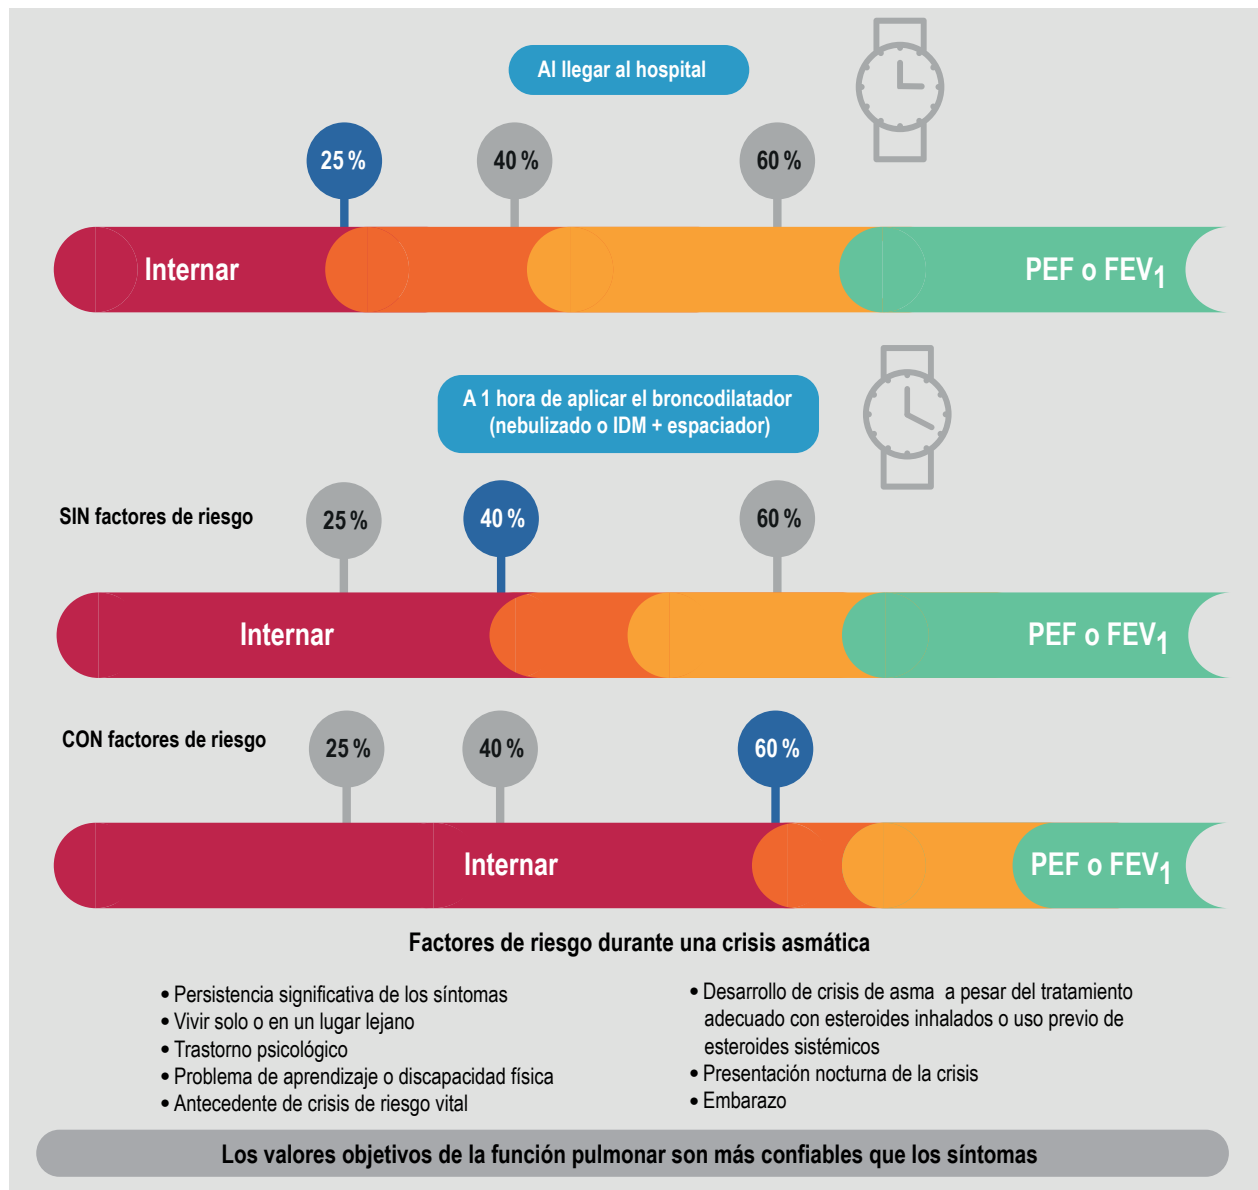 Al llegar al hospital
25 %
40 %
60 %
Internar
PEF o FEV1
A 1 hora de aplicar el broncodilatador
(nebulizado o IDM + espaciador)
SIN factores de riesgo
25 %
40 %
60 %
Internar
PEF o FEV1
CON factores de riesgo
25 %
40 %
60 %
Internar
PEF o FEV1
Factores de riesgo durante una crisis asmática
• Persistencia significativa de los síntomas
• Vivir solo o en un lugar lejano
• Trastorno psicológico
• Problema de aprendizaje o discapacidad física
• Antecedente de crisis de riesgo vital
• Desarrollo de crisis de asma a pesar del tratamiento
adecuado con esteroides inhalados o uso previo de
esteroides sistémicos
• Presentación nocturna de la crisis
• Embarazo
Los valores objetivos de la función pulmonar son más confiables que los síntomas